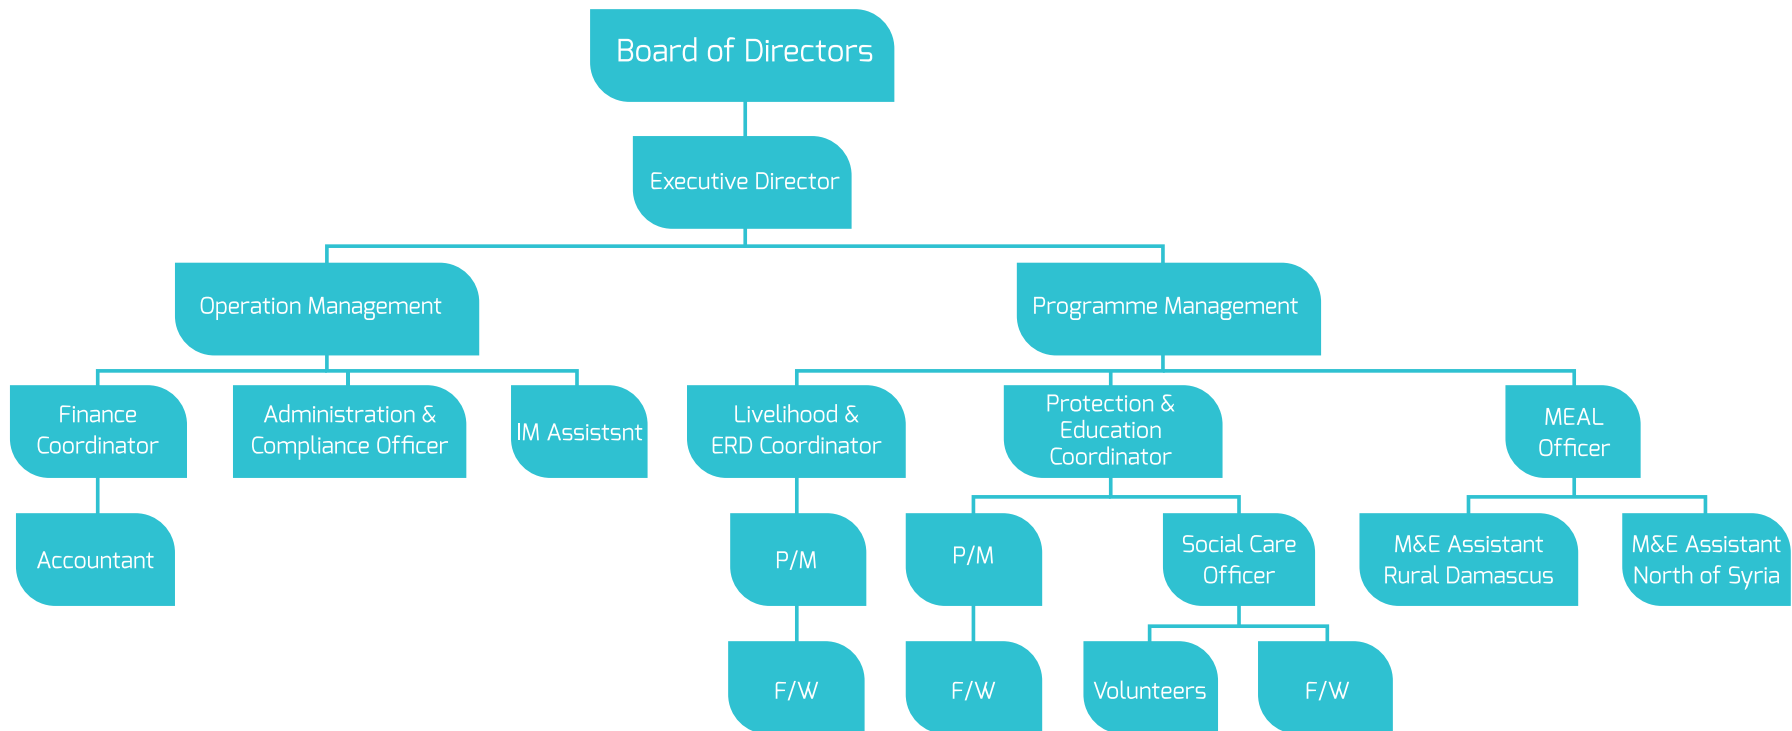 Board of Directors
Executive Director
Operation Management
Programme Management
Finance
Coordinator
Administration &
Compliance Officer
IM Assistsnt
Livelihood &
ERD Coordinator
Protection &
Education
Coordinator
MEAL
Officer
Accountant
P/M
P/M
Social Care
Officer
M&E Assistant
Rural Damascus
M&E Assistant
North of Syria
F/W
F/W
Volunteers
F/W